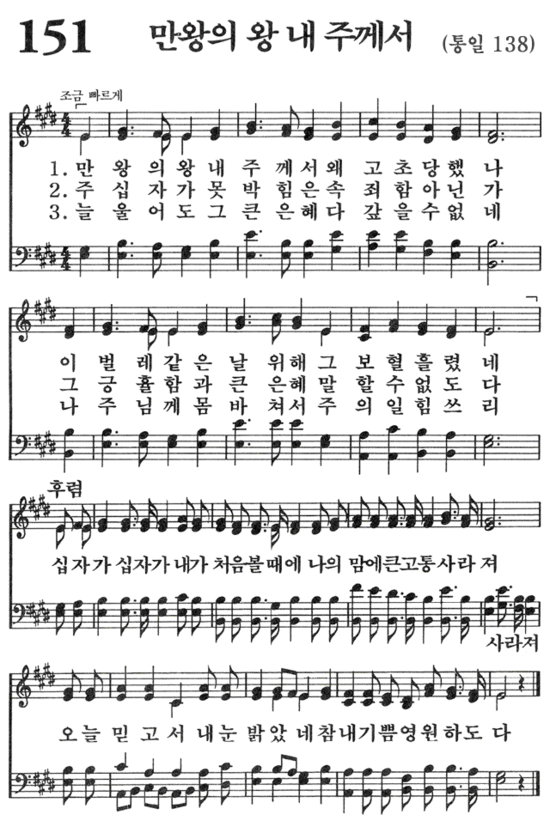 151 만왕의 왕 내 주께서 (통일 138)
조금 빠르게
1. 만 왕 의 왕 내 주 께 서 왜 고 초 당 했 나
2. 주 십 자 가 못 박 힘 은 속 죄 함 아 닌 가
3. 늘 울 어 도 그 큰 은 혜 다 갚 을 수 없 네
이 벌 레 같 은 날 위 해 그 보 혈 흘 렸 네
그 긍 휼 함 과 큰 은 혜 말 할 수 없 도 다
나 주 님 께 몸 바 쳐 서 주 의 일 힘 쓰 리
후렴
십 자 가 십 자 가 내 가 처 음 볼 때 에 나 의 맘 에 큰 고 통 사 라 져
사 라 져
오 늘 믿 고 서 내 눈 밝 았 네 참 내 기 쁨 영 원 하 도 다